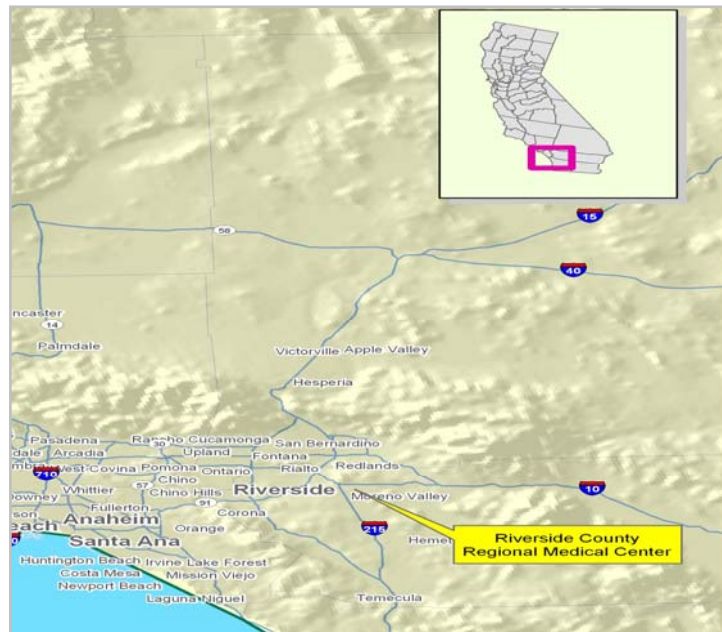 15
58
40
ncaster
14
Palmdale
Victorville Apple Valley
Hesperia
Pasadena
Rancho Cucamonga
30
San Bernardino
dale Arcadia
Upland
Fontana
West Covina
Pomona
Ontario
Rialto
Redlands
710
Chino
Whittier
57
Chino Hills
Riverside
10
Downey
Moreno Valley
Fullerton
91
Corona
Anaheim
Orange
215
each
Santa Ana
Hemet
Riverside County
Regional Medical Center
Huntington Beach Irvine Lake Forest
Costa Mesa
Mission Viejo
Newport Beach
Laguna Niguel
Temecula